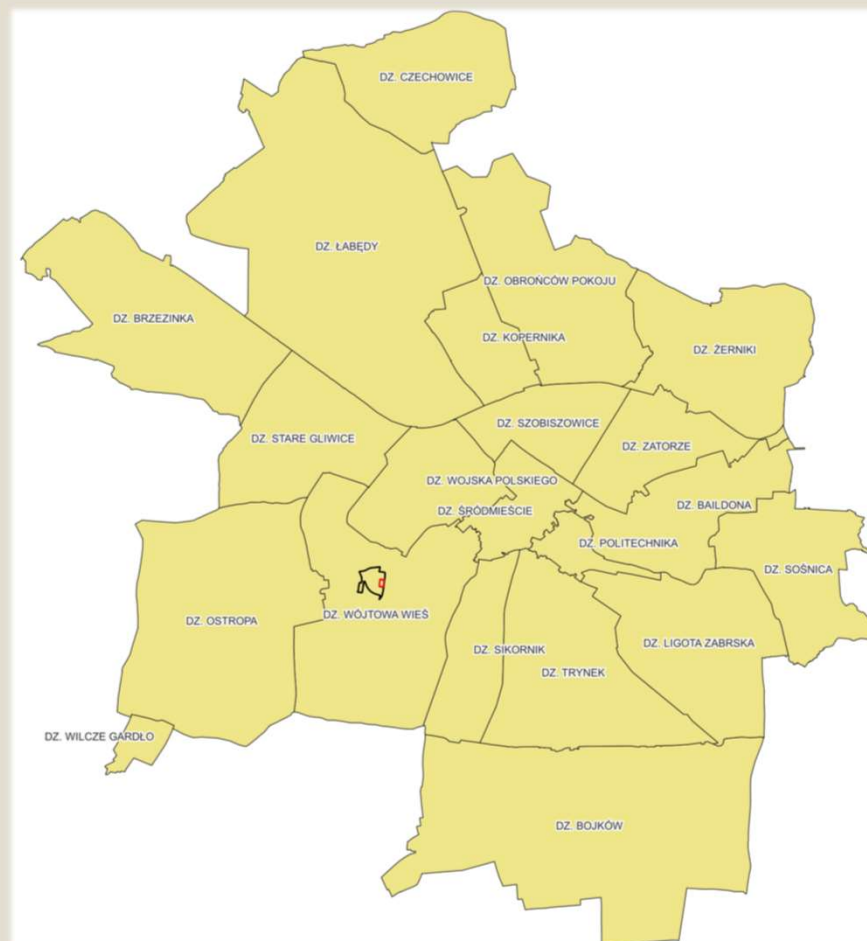 DZ. CZECHOWICE
DZ. ŁABĘDY
DZ. OBROŃCÓW POKOJU
DZ. BRZEZINKA
DZ. KOPERNIKA
DZ. ŻERNIKI
DZ. SZOBISZOWICE
DZ. STARE GLIWICE
DZ. ZATORZE
DZ. WOJSKA POLSKIEGO
DZ. BAILDONA
DZ. ŚRÓDMIEŚCIE
DZ. POLITECHNIKA
DZ. SOŚNICA
DZ. WÓJTOWA WIEŚ
DZ. OSTROPA
DZ. LIGOTA ZABRSKA
DZ. SIKORNIK
DZ. TRYNEK
DZ. WILCZE GARDŁO
DZ. BOJKÓW